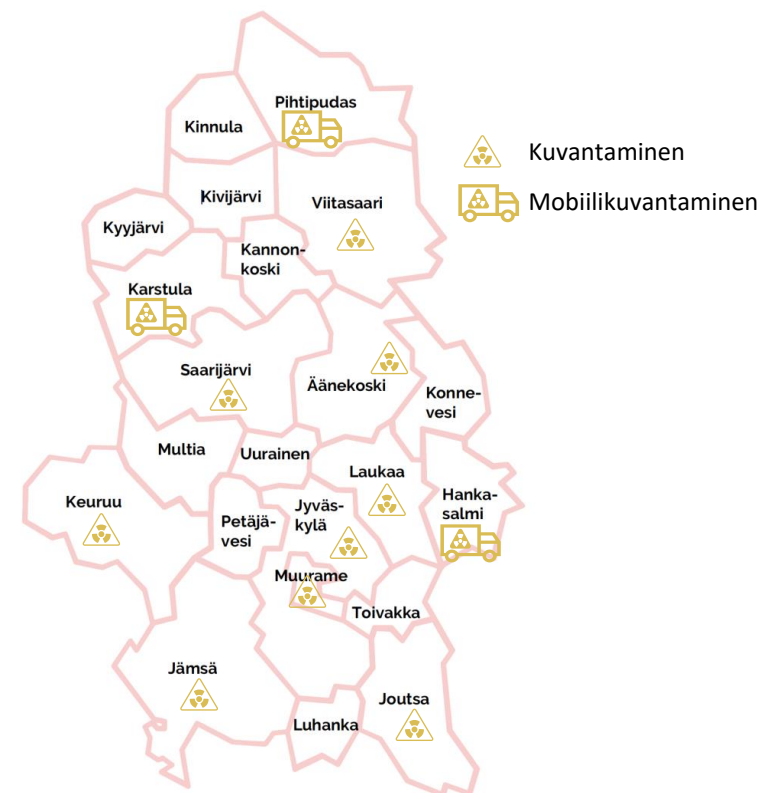 Pihtipudas
Kinnula
Kuvantaminen
Kivijärvi
Viitasaari
Mobiilikuvantaminen
Kyyjärvi
Kannon-
koski
Karstula
Saarijärvi
Äänekoski
Konne-
vesi
Multia
Uurainen
Laukaa
Keuruu
Hanka-
salmi
Petäjä-
vesi
Jyväs-
kylä
Muurame
Toivakka
Jämsä
Joutsa
Luhanka